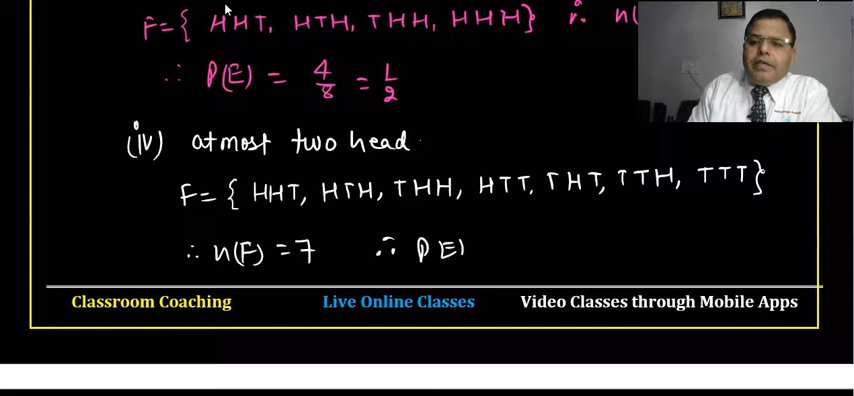 F={ HHT, HTH, THH, HHH} ∴ n(
∴ P(E) = 4/8 = 1/2
(iv) atmost two head
F={ HHT, HTH, THH, HTT, THT, TTH, TTT}
∴ n(F) = 7 ∴ P(E)
Classroom Coaching Live Online Classes Video Classes through Mobile Apps